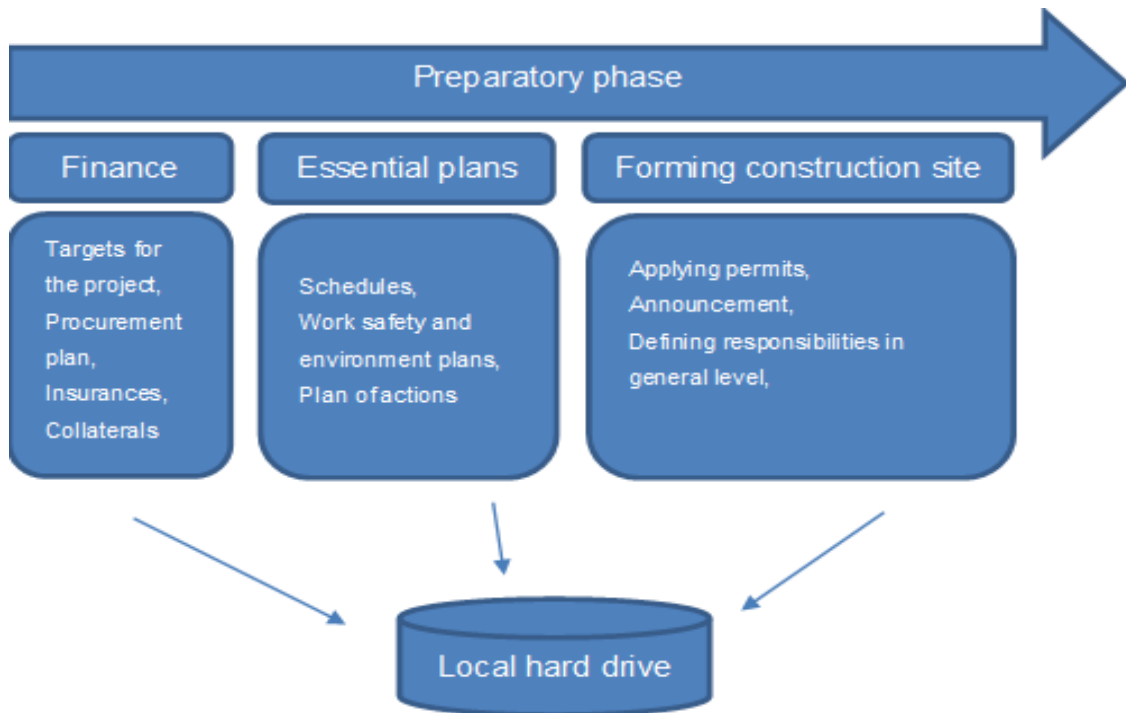 Preparatory phase
Finance
Essential plans
Forming construction site
Targets for
the project,
Procurement
plan,
Insurances,
Collaterals
Schedules,
Work safety and
environment plans,
Plan of actions
Applying permits,
Announcement,
Defining responsibilities in
general level,
Local hard drive